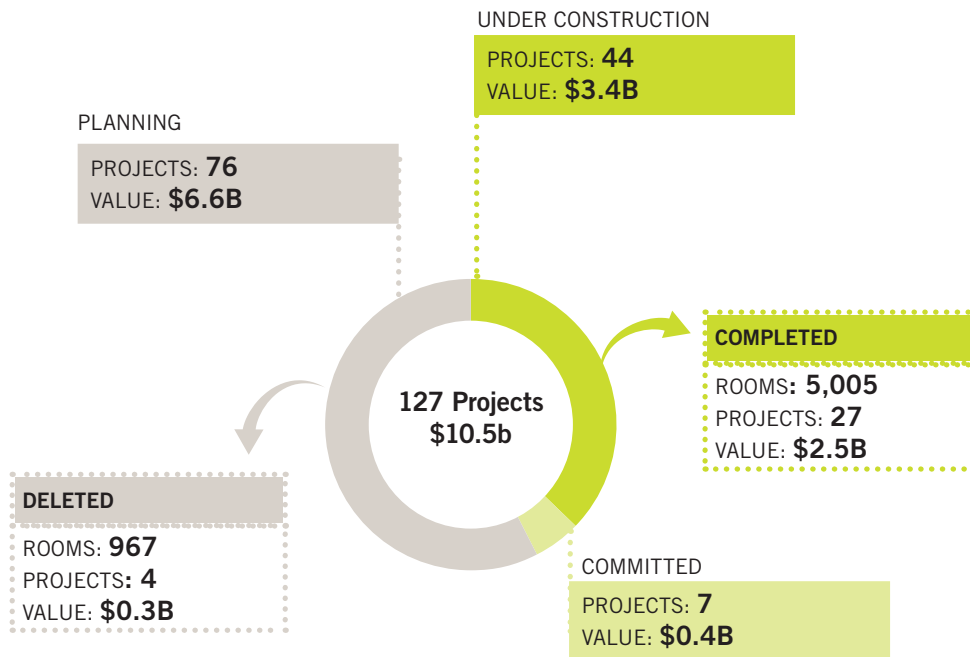 UNDER CONSTRUCTION
PROJECTS: 44
VALUE: $3.4B
PLANNING
PROJECTS: 76
VALUE: $6.6B
127 Projects
$10.5b
COMPLETED
ROOMS: 5,005
PROJECTS: 27
VALUE: $2.5B
DELETED
ROOMS: 967
PROJECTS: 4
VALUE: $0.3B
COMMITTED
PROJECTS: 7
VALUE: $0.4B